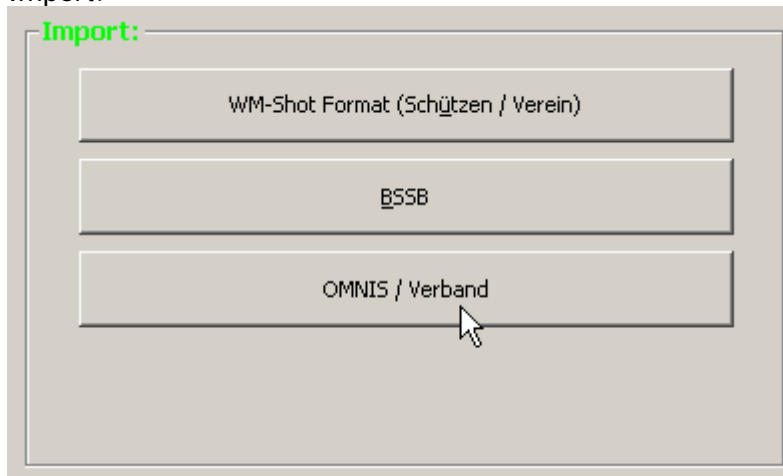 Import:
WM-Shot Format (Schützen / Verein)
BSSB
OMNIS / Verband